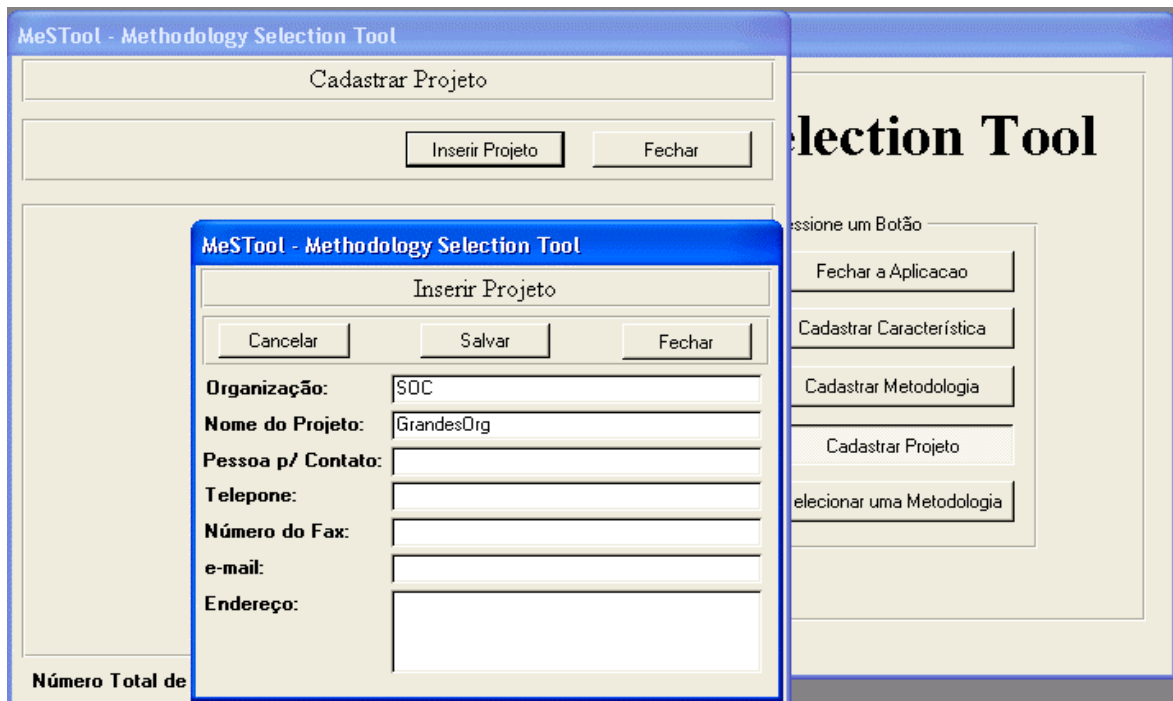 MeSTool - Methodology Selection Tool
Cadastrar Projeto
Inserir Projeto
Fechar
Número Total de
MeSTool - Methodology Selection Tool
Inserir Projeto
Cancelar
Salvar
Fechar
Organização: SOC
Nome do Projeto: GrandesOrg
Pessoa p/ Contato:
Telepone:
Número do Fax:
e-mail:
Endereço:
election Tool
essione um Botão
Fechar a Aplicacao
Cadastrar Característica
Cadastrar Metodologia
Cadastrar Projeto
elecionar uma Metodologia